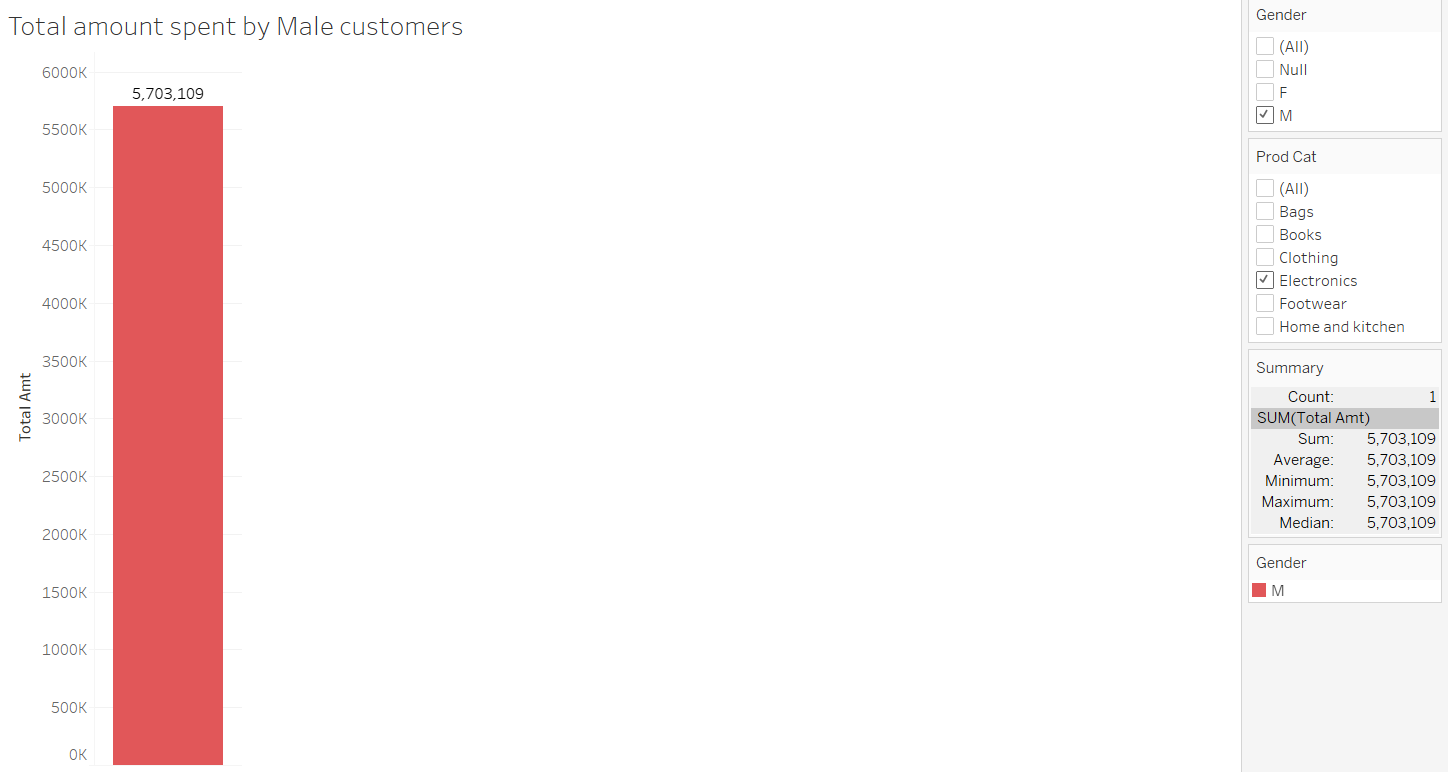 Total amount spent by Male customers
6000K
5,703,109
5500K
5000K
4500K
4000K
3500K
3000K
2500K
2000K
1500K
1000K
500K
0K
Total Amt
Gender
(All)
Null
F
M
Prod Cat
(All)
Bags
Books
Clothing
Electronics
Footwear
Home and kitchen
Summary
Count: 1
SUM(Total Amt)
Sum: 5,703,109
Average: 5,703,109
Minimum: 5,703,109
Maximum: 5,703,109
Median: 5,703,109
Gender
M